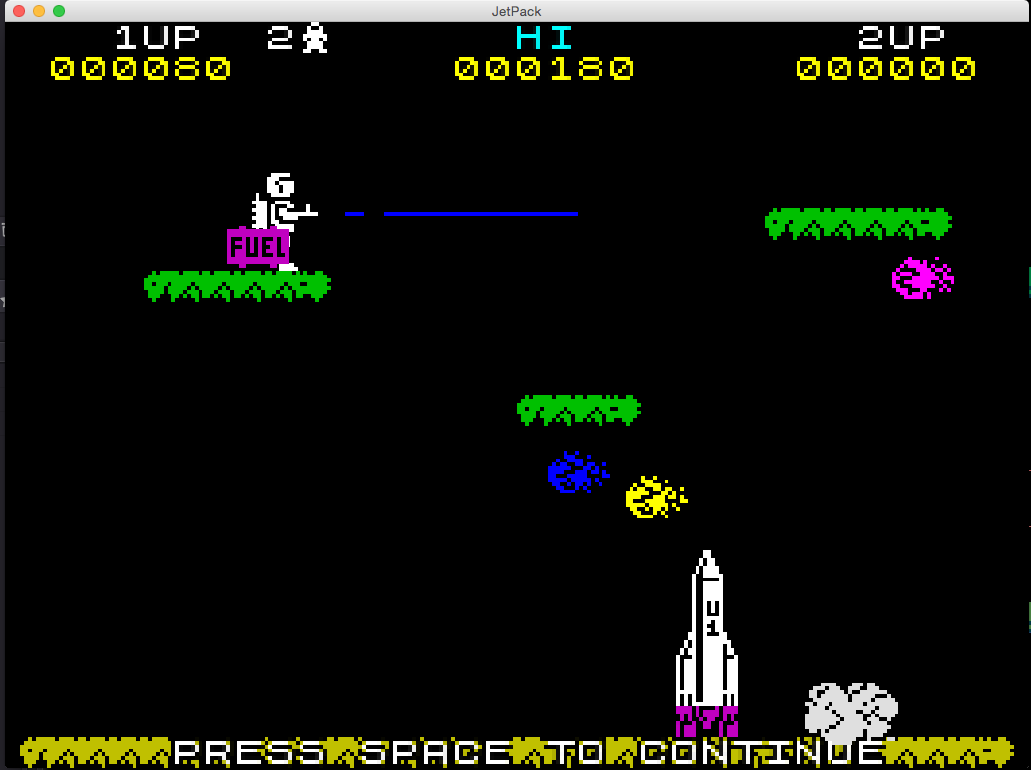 JetPack
1UP 2 HI 2UP
000080 000180 000000
FUEL
U
1
PRESS SPACE TO CONTINUE